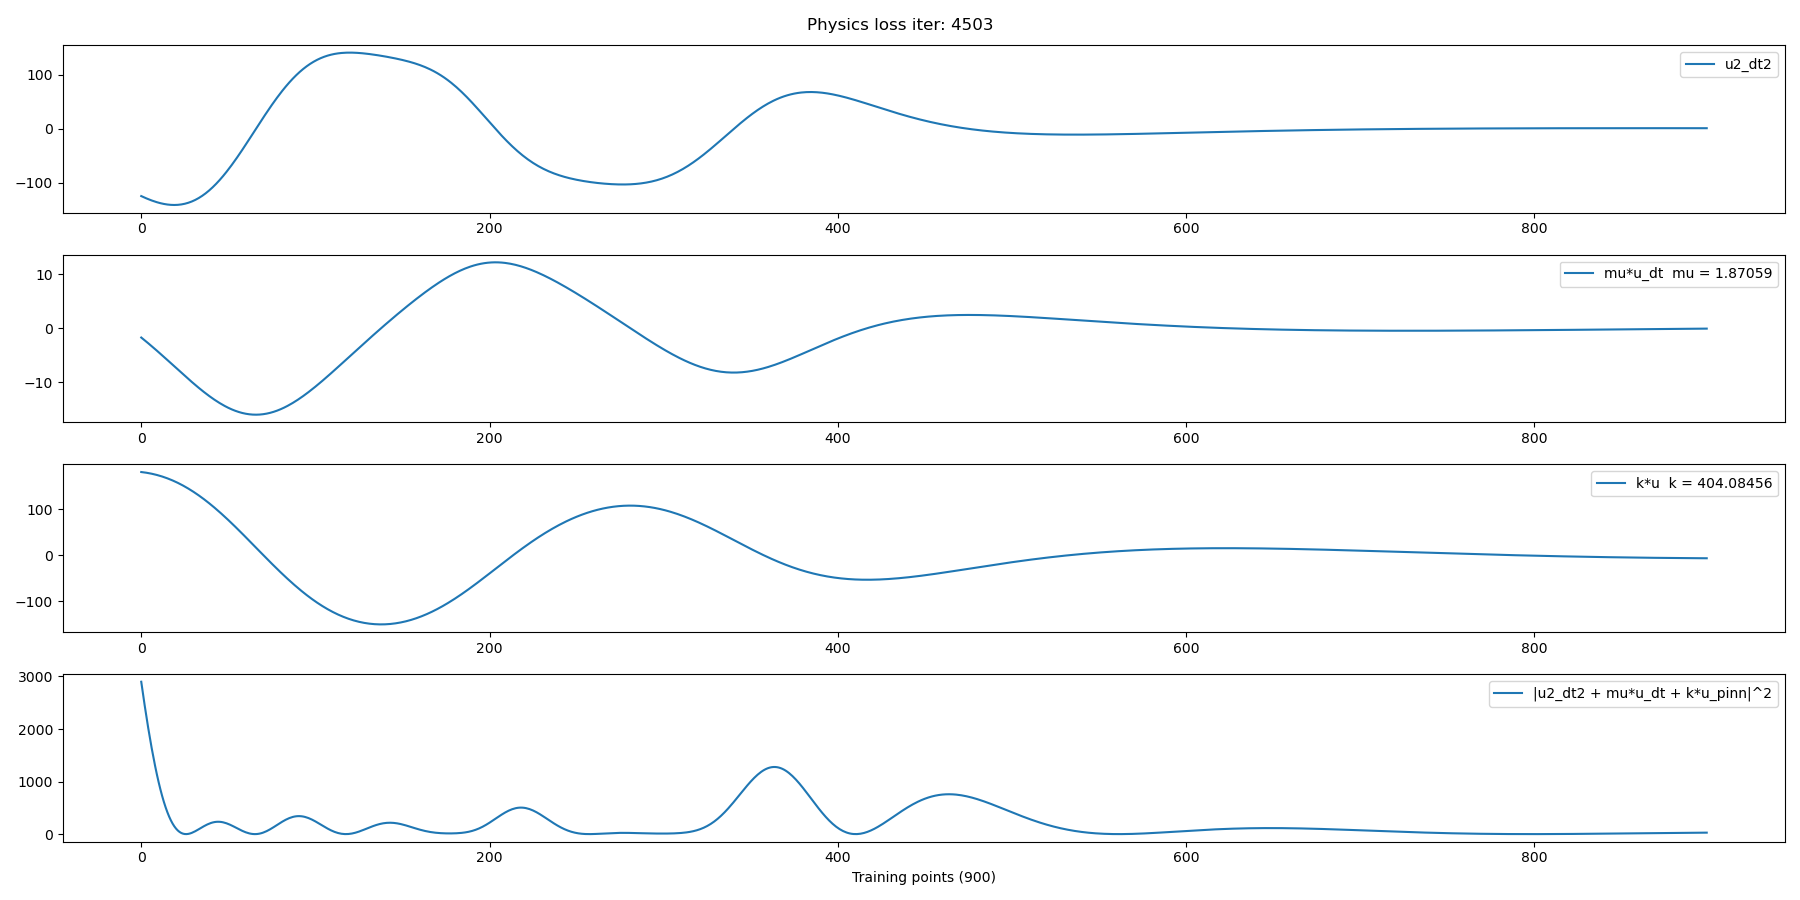 Physics loss iter: 4503
100
0
−100
u2_dt2
0 200 400 600 800
10
0
−10
mu*u_dt  mu = 1.87059
0 200 400 600 800
100
0
−100
k*u  k = 404.08456
0 200 400 600 800
3000
2000
1000
0
|u2_dt2 + mu*u_dt + k*u_pinn|^2
0 200 400 600 800
Training points (900)